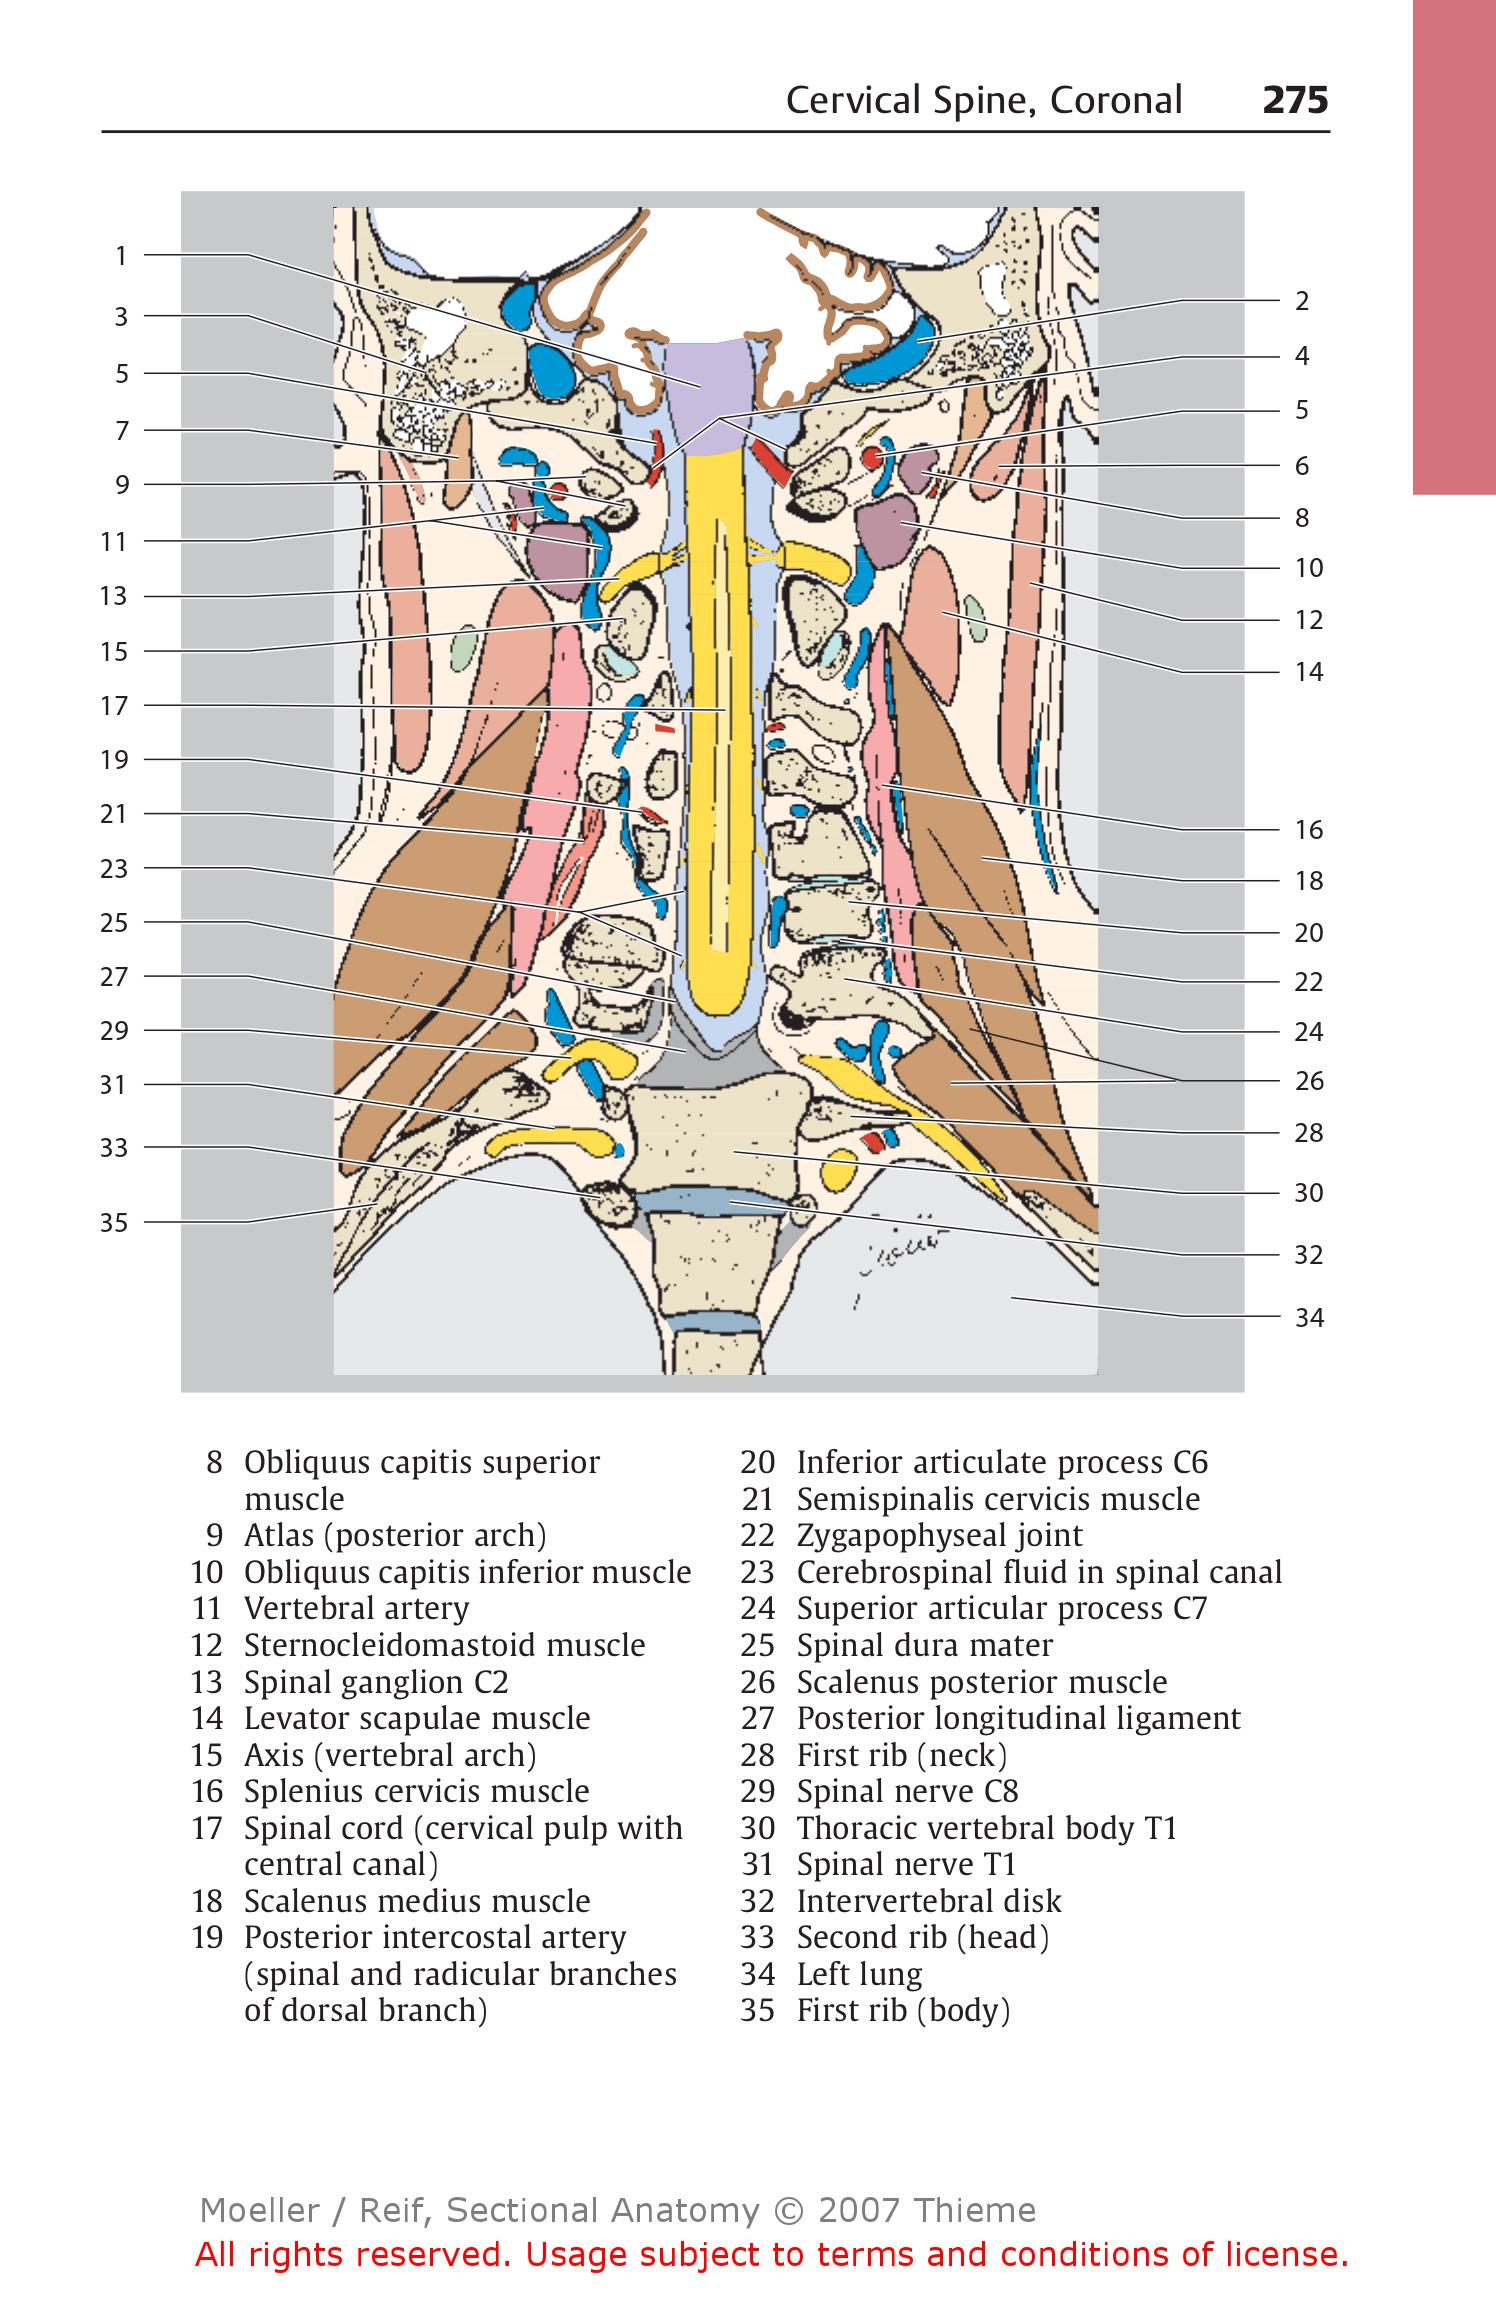 Cervical Spine, Coronal 275
1
2
3
4
5
5
7
6
9
8
11
10
13
12
15
14
17
19
21
16
23
18
25
20
27
22
29
24
31
26
33
28
35
30
32
34
8 Obliquus capitis superior
muscle
9 Atlas (posterior arch)
10 Obliquus capitis inferior muscle
11 Vertebral artery
12 Sternocleidomastoid muscle
13 Spinal ganglion C2
14 Levator scapulae muscle
15 Axis (vertebral arch)
16 Splenius cervicis muscle
17 Spinal cord (cervical pulp with
central canal)
18 Scalenus medius muscle
19 Posterior intercostal artery
(spinal and radicular branches
of dorsal branch)
20 Inferior articulate process C6
21 Semispinalis cervicis muscle
22 Zygapophyseal joint
23 Cerebrospinal fluid in spinal canal
24 Superior articular process C7
25 Spinal dura mater
26 Scalenus posterior muscle
27 Posterior longitudinal ligament
28 First rib (neck)
29 Spinal nerve C8
30 Thoracic vertebral body T1
31 Spinal nerve T1
32 Intervertebral disk
33 Second rib (head)
34 Left lung
35 First rib (body)
Moeller / Reif, Sectional Anatomy © 2007 Thieme
All rights reserved. Usage subject to terms and conditions of license.